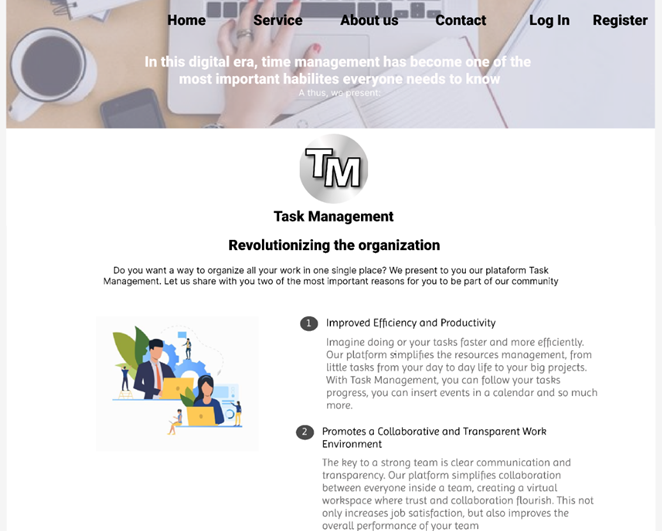 Home Service About us Contact Log In Register
In this digital era, time management has become one of the
most important habilites everyone needs to know
A thus, we present:
TM
Task Management
Revolutionizing the organization
Do you want a way to organize all your work in one single place? We present to you our plataform Task
Management. Let us share with you two of the most important reasons for you to be part of our community
1 Improved Efficiency and Productivity
Imagine doing or your tasks faster and more efficiently.
Our platform simplifies the resources management, from
little tasks from your day to day life to your big projects.
With Task Management, you can follow your tasks
progress, you can insert events in a calendar and so much
more.
2 Promotes a Collaborative and Transparent Work
Environment
The key to a strong team is clear communication and
transparency. Our platform simplifies collaboration
between everyone inside a team, creating a virtual
workspace where trust and collaboration flourish. This not
only increases job satisfaction, but also improves the
overall performance of your team